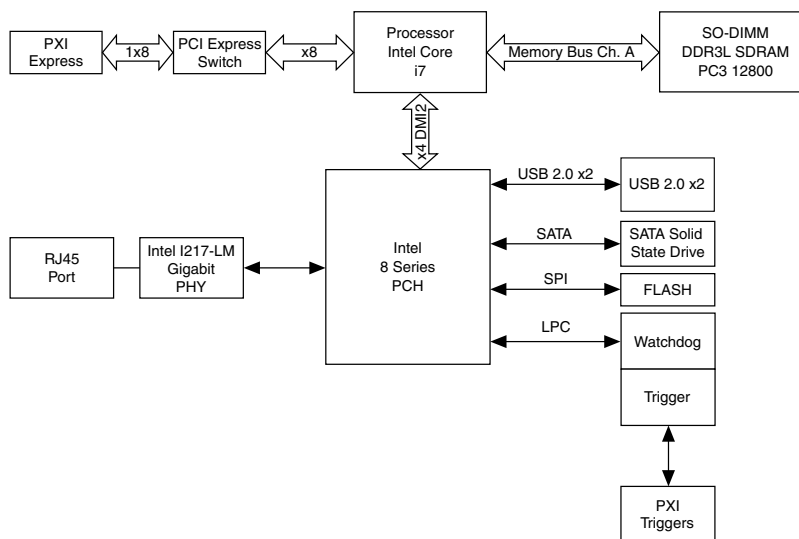 PXI
Express
1x8
PCI Express
Switch
x8
Processor
Intel Core
i7
Memory Bus Ch. A
SO-DIMM
DDR3L SDRAM
PC3 12800
x4 DMI2
RJ45
Port
Intel I217-LM
Gigabit
PHY
Intel
8 Series
PCH
USB 2.0 x2
USB 2.0 x2
SATA
SATA Solid
State Drive
SPI
FLASH
LPC
Watchdog
Trigger
PXI
Triggers